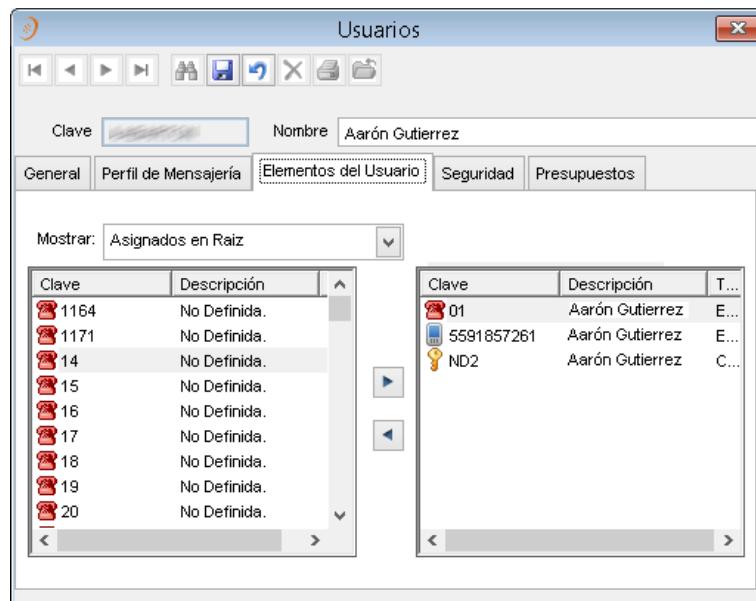 Usuarios
Clave Nombre Aarón Gutierrez
General Perfil de Mensajería Elementos del Usuario Seguridad Presupuestos
Mostrar: Asignados en Raiz
Clave Descripción
1164 No Definida.
1171 No Definida.
14 No Definida.
15 No Definida.
16 No Definida.
17 No Definida.
18 No Definida.
19 No Definida.
20 No Definida.
Clave Descripción T...
01 Aarón Gutierrez E...
5591857261 Aarón Gutierrez E...
ND2 Aarón Gutierrez C...